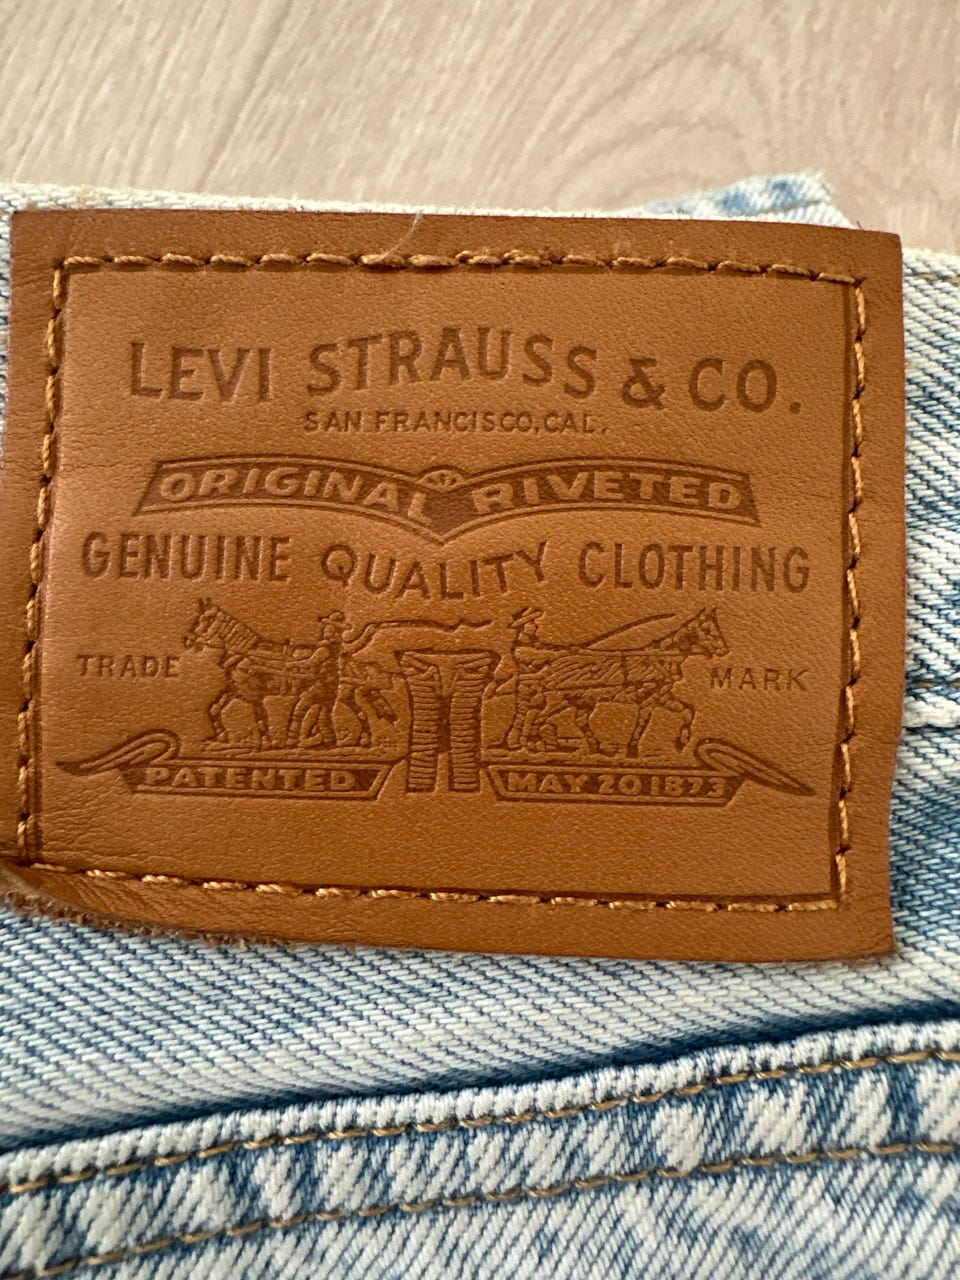 LEVI STRAUSS & CO.
SAN FRANCISCO, CAL.
ORIGINAL RIVETED
GENUINE QUALITY CLOTHING
TRADE MARK
PATENTED MAY 20 1873